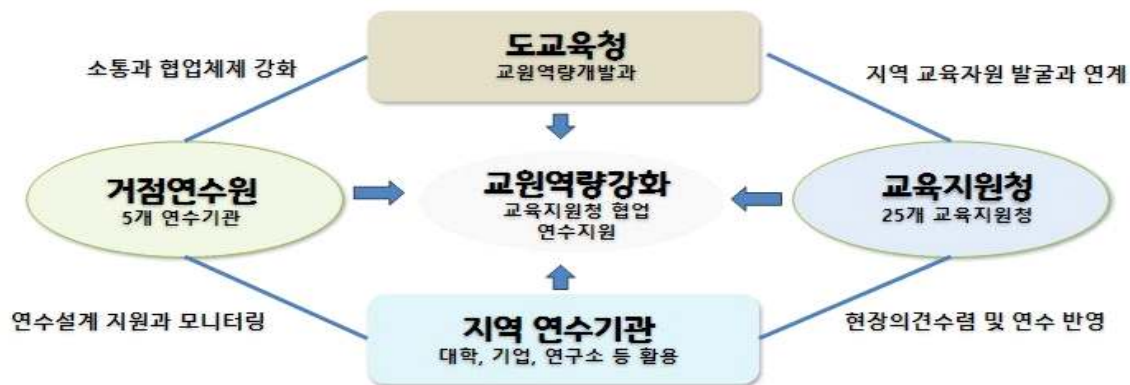 도교육청
교원역량개발과
소통과 협업체제 강화
지역 교육자원 발굴과 연계
거점연수원
5개 연수기관
교원역량강화
교육지원청 협업
연수지원
교육지원청
25개 교육지원청
연수설계 지원과 모니터링
현장의견수렴 및 연수 반영
지역 연수기관
대학, 기업, 연구소 등 활용